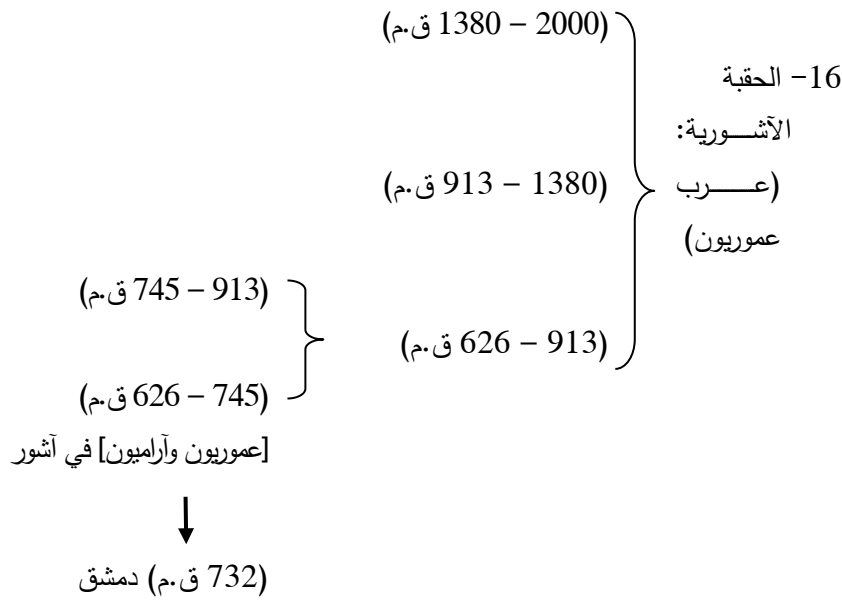 16- الحقبة
الآشـــورية:
(عـــــرب
عموريون)
(2000 – 1380 ق.م)
(1380 – 913 ق.م)
(913 – 626 ق.م)
(913 – 745 ق.م)
(745 – 626 ق.م)
[عموريون وآراميون] في آشور
(732 ق.م) دمشق